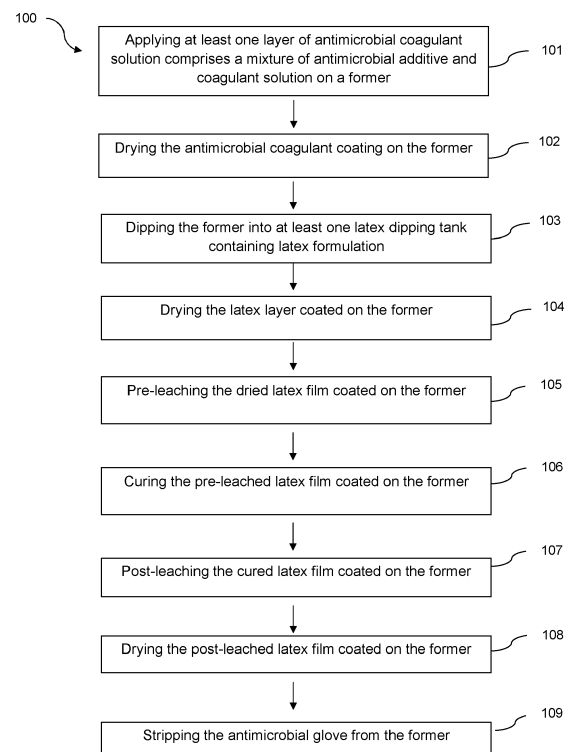 100
Applying at least one layer of antimicrobial coagulant
solution comprises a mixture of antimicrobial additive and
coagulant solution on a former
101
Drying the antimicrobial coagulant coating on the former
102
Dipping the former into at least one latex dipping tank
containing latex formulation
103
Drying the latex layer coated on the former
104
Pre-leaching the dried latex film coated on the former
105
Curing the pre-leached latex film coated on the former
106
Post-leaching the cured latex film coated on the former
107
Drying the post-leached latex film coated on the former
108
Stripping the antimicrobial glove from the former
109